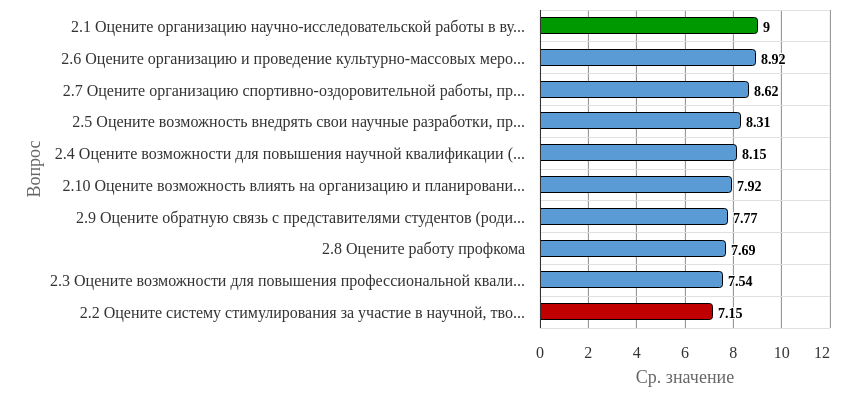 2.1 Оцените организацию научно-исследовательской работы в ву... 9
2.6 Оцените организацию и проведение культурно-массовых меро... 8.92
2.7 Оцените организацию спортивно-оздоровительной работы, пр... 8.62
2.5 Оцените возможность внедрять свои научные разработки, пр... 8.31
2.4 Оцените возможности для повышения научной квалификации (... 8.15
2.10 Оцените возможность влиять на организацию и планировани... 7.92
2.9 Оцените обратную связь с представителями студентов (роди... 7.77
2.8 Оцените работу профкома 7.69
2.3 Оцените возможности для повышения профессиональной квали... 7.54
2.2 Оцените систему стимулирования за участие в научной, тво... 7.15
Вопрос
0 2 4 6 8 10 12
Ср. значение